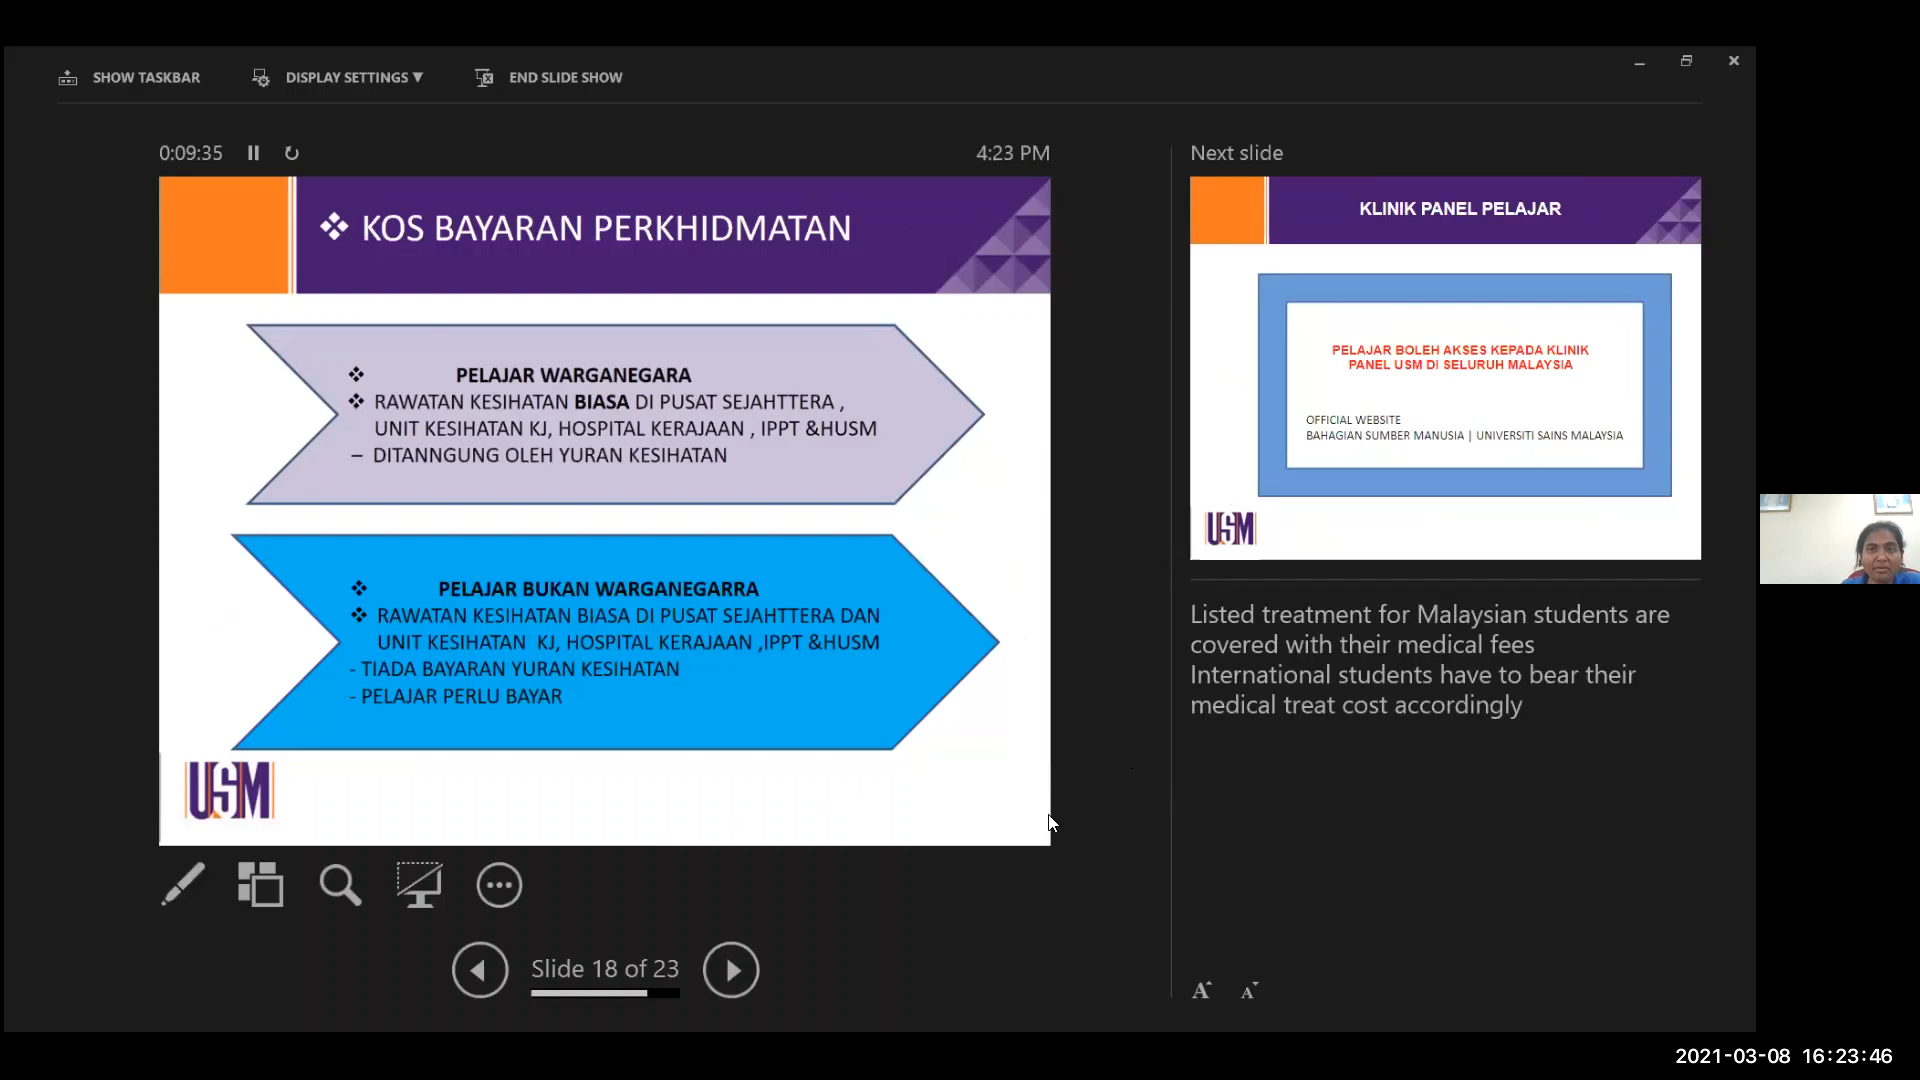 SHOW TASKBAR
DISPLAY SETTINGS ▼
END SLIDE SHOW
0:09:35
4:23 PM
❖ KOS BAYARAN PERKHIDMATAN
❖ PELAJAR WARGANEGARA
❖ RAWATAN KESIHATAN BIASA DI PUSAT SEJAHTTERA ,
UNIT KESIHATAN KJ, HOSPITAL KERAJAAN , IPPT &HUSM
– DITANNGUNG OLEH YURAN KESIHATAN
❖ PELAJAR BUKAN WARGANEGARRA
❖ RAWATAN KESIHATAN BIASA DI PUSAT SEJAHTTERA DAN
UNIT KESIHATAN KJ, HOSPITAL KERAJAAN ,IPPT &HUSM
- TIADA BAYARAN YURAN KESIHATAN
- PELAJAR PERLU BAYAR
USM
Slide 18 of 23
Next slide
KLINIK PANEL PELAJAR
PELAJAR BOLEH AKSES KEPADA KLINIK
PANEL USM DI SELURUH MALAYSIA
OFFICIAL WEBSITE
BAHAGIAN SUMBER MANUSIA | UNIVERSITI SAINS MALAYSIA
USM
Listed treatment for Malaysian students are
covered with their medical fees
International students have to bear their
medical treat cost accordingly
A A
2021-03-08 16:23:46